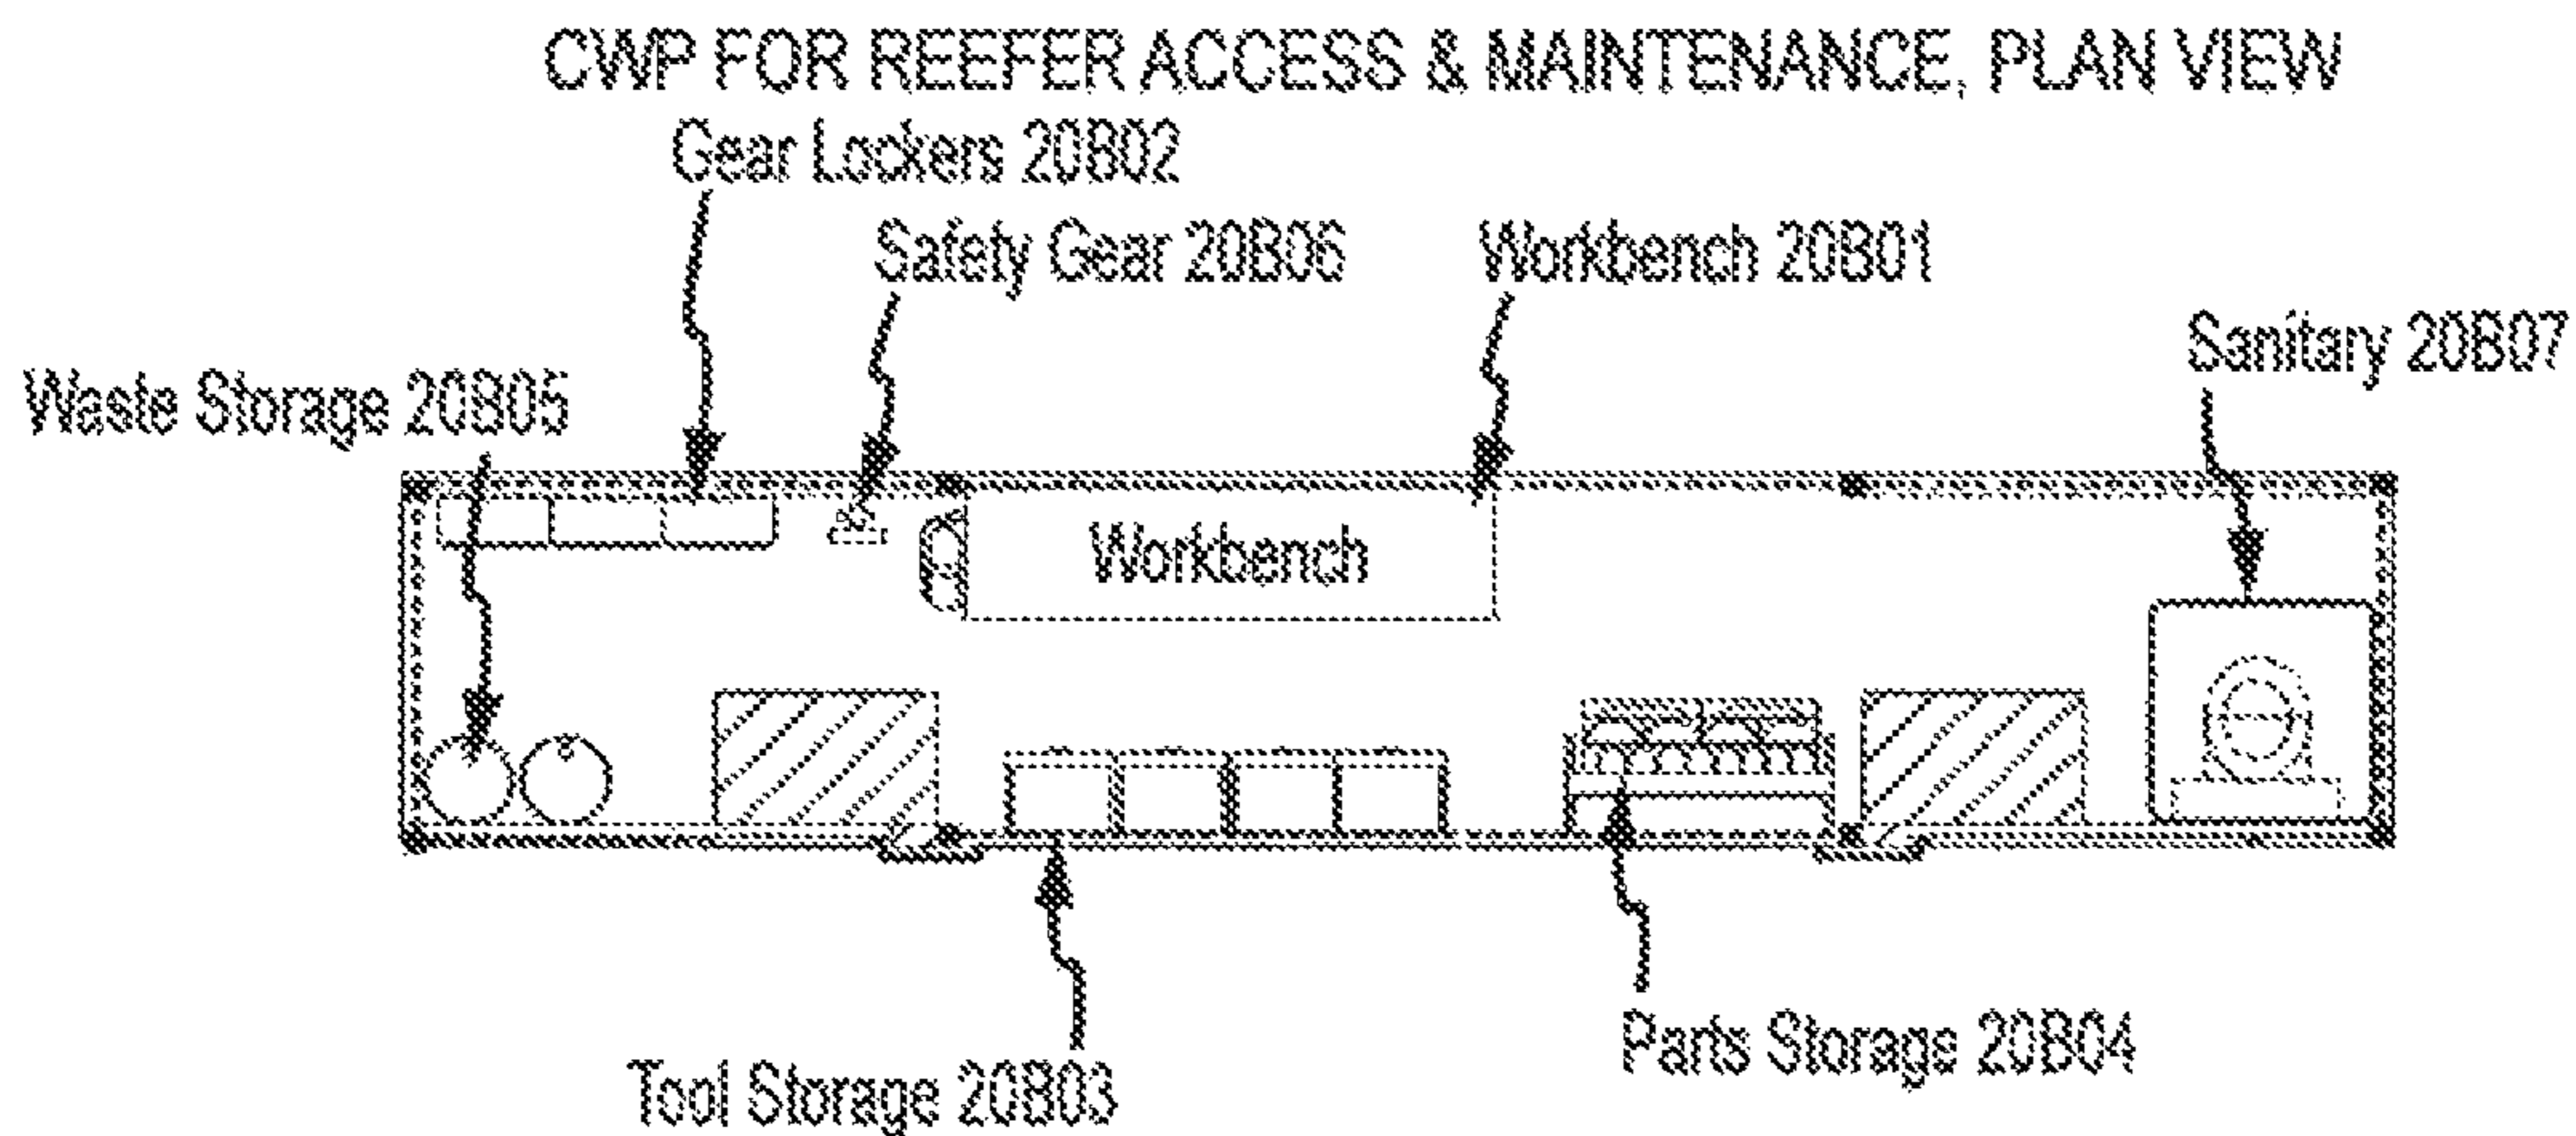 CWP FOR REEFER ACCESS & MAINTENANCE, PLAN VIEW
Gear Lockers 20B02
Safety Gear 20B06
Workbench 20B01
Sanitary 20B07
Waste Storage 20B05
Workbench
Parts Storage 20B04
Tool Storage 20B03